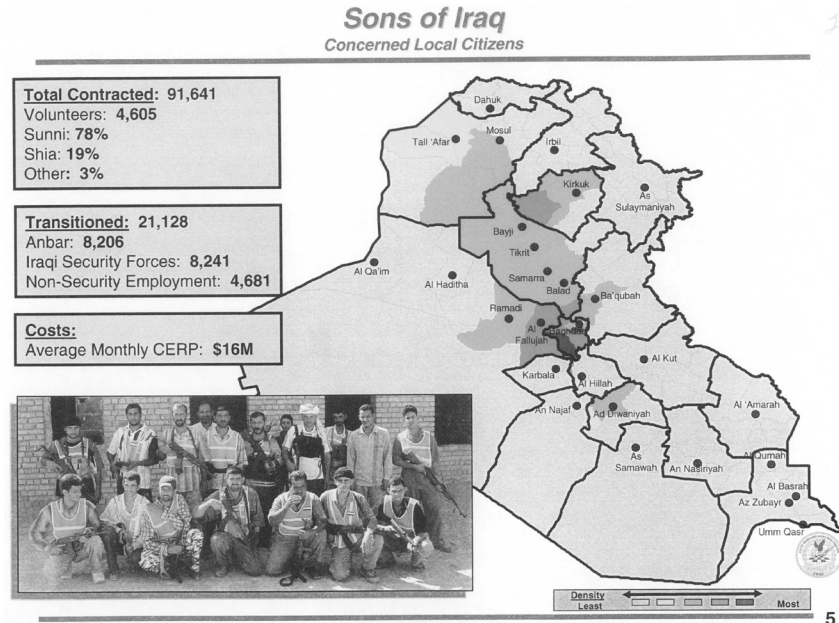 Sons of Iraq
Concerned Local Citizens
Total Contracted: 91,641
Volunteers: 4,605
Sunni: 78%
Shia: 19%
Other: 3%
Transitioned: 21,128
Anbar: 8,206
Iraqi Security Forces: 8,241
Non-Security Employment: 4,681
Costs:
Average Monthly CERP: $16M
Dahuk
Tall ‘Afar
Mosul
Irbil
Kirkuk
As
Sulaymaniyah
Bayji
Tikrit
Al Qa'im
Al Haditha
Samarra
Balad
Ba'qubah
Ramadi
Al
Fallujah
Baghdad
Al Kut
Karbala
Al Hillah
An Najaf
Ad Diwaniyah
Al ‘Amarah
As
Samawah
An Nasiriyah
Al Qurnah
Al Basrah
Az Zubayr
Umm Qasr
Density
Least
Most
5